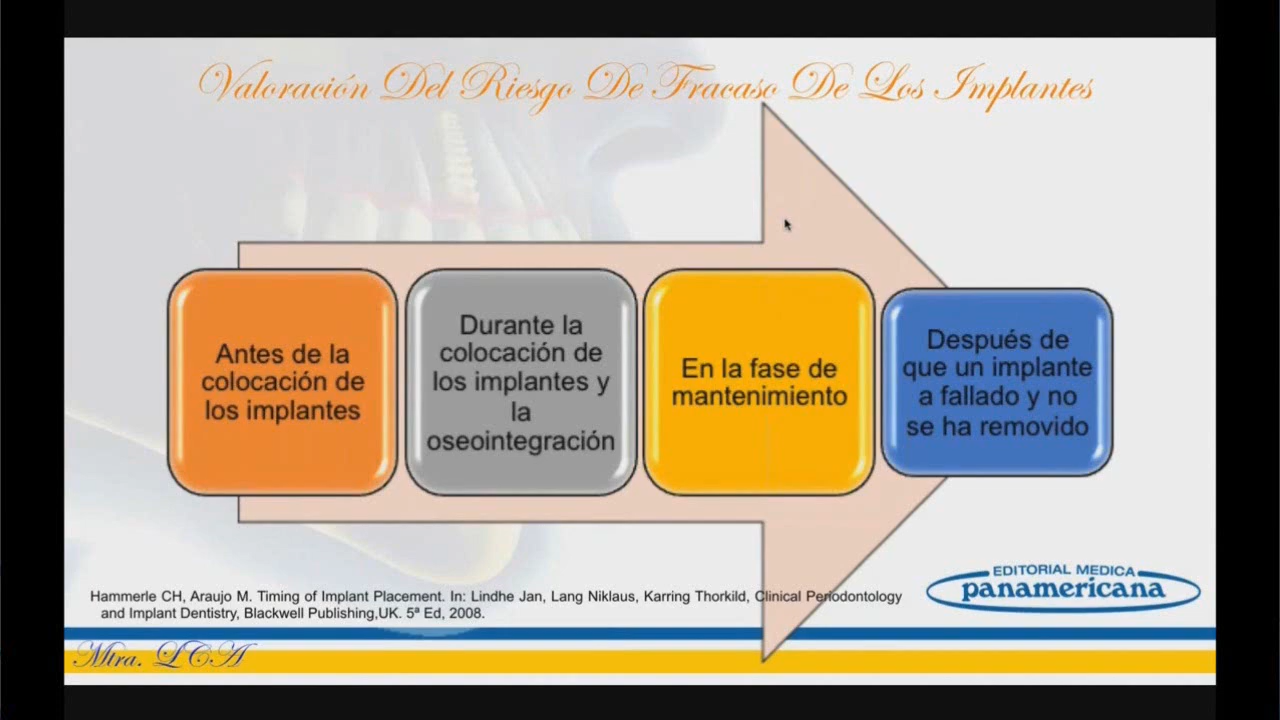 Valoración Del Riesgo De Fracaso De Los Implantes
Antes de la
colocación de
los implantes
Durante la
colocación de
los implantes y
la
oseointegración
En la fase de
mantenimiento
Después de
que un implante
a fallado y no
se ha removido
Hammerle CH, Araujo M. Timing of Implant Placement. In: Lindhe Jan, Lang Niklaus, Karring Thorkild, Clinical Periodontology
and Implant Dentistry, Blackwell Publishing,UK. 5ª Ed, 2008.
EDITORIAL MEDICA
panamericana
Mtra. LCA